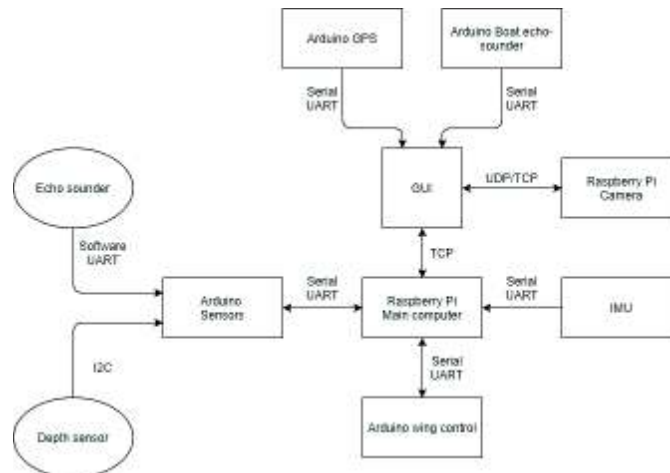 Arduino GPS
Arduino Boat echo-
sounder
Serial
UART
Serial
UART
Echo sounder
GUI
UDP/TCP
Raspberry Pi
Camera
Software
UART
TCP
Arduino
Sensors
Serial
UART
Raspberry Pi
Main computer
Serial
UART
IMU
I2C
Serial
UART
Depth sensor
Arduino wing control